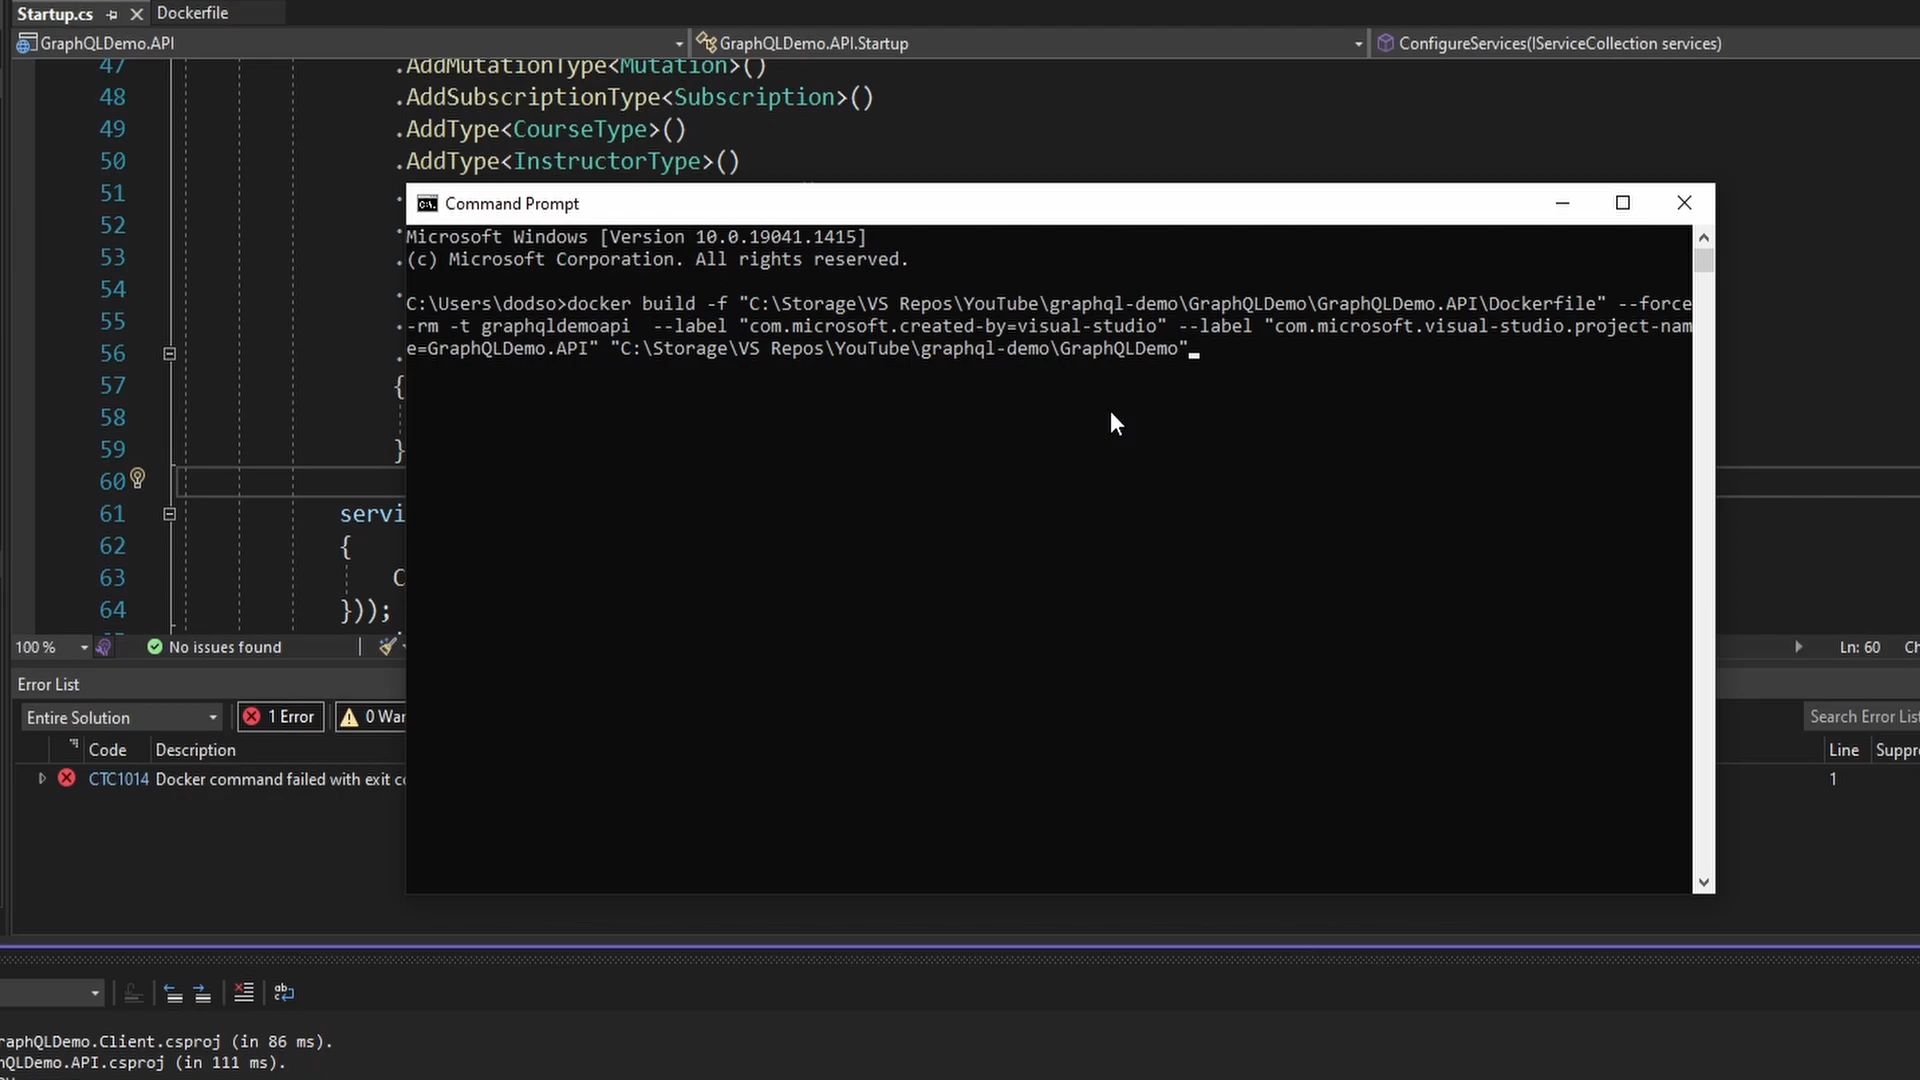 Startup.cs
Dockerfile
GraphQLDemo.API
GraphQLDemo.API.Startup
ConfigureServices(IServiceCollection services)
47 .AddMutationType<Mutation>()
48 .AddSubscriptionType<Subscription>()
49 .AddType<CourseType>()
50 .AddType<InstructorType>()
51 .
52 .
53 .
54 .
55 .
56 .
57 {
58
59 }
60
61 servi
62 {
63 C
64 }));
Command Prompt
Microsoft Windows [Version 10.0.19041.1415]
(c) Microsoft Corporation. All rights reserved.
C:\Users\dodso>docker build -f "C:\Storage\VS Repos\YouTube\graphql-demo\GraphQLDemo\GraphQLDemo.API\Dockerfile" --force
-rm -t graphqldemoapi  --label "com.microsoft.created-by=visual-studio" --label "com.microsoft.visual-studio.project-nam
e=GraphQLDemo.API" "C:\Storage\VS Repos\YouTube\graphql-demo\GraphQLDemo"
100 %
No issues found
Ln: 60
Ch
Error List
Entire Solution
1 Error
0 War
Search Error List
Code
Description
Line
Suppre
CTC1014
Docker command failed with exit co
1
raphQLDemo.Client.csproj (in 86 ms).
hQLDemo.API.csproj (in 111 ms).